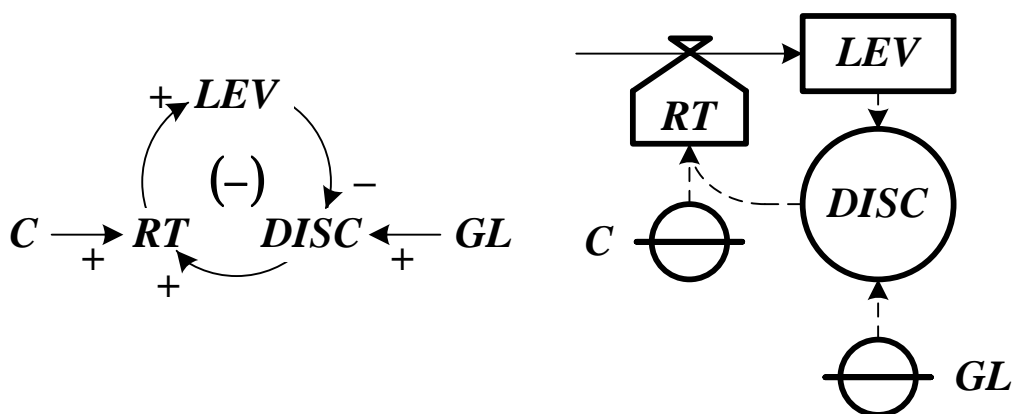 + LEV
(−) −
C RT DISC GL
+ + +
LEV
RT
DISC
C
GL